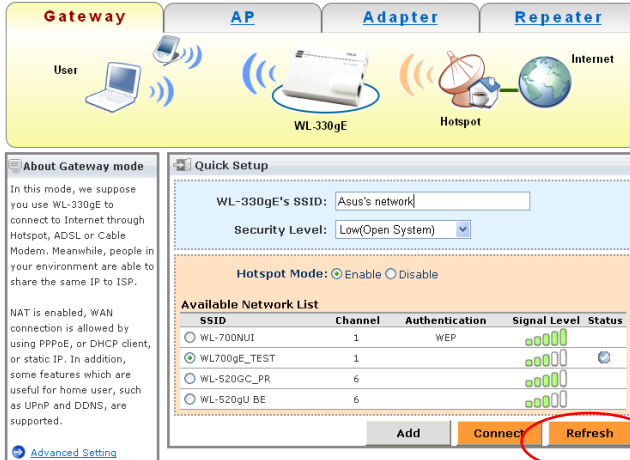 Gateway AP Adapter Repeater
User
Internet
WL-330gE
Hotspot
About Gateway mode
In this mode, we suppose
you use WL-330gE to
connect to Internet through
Hotspot, ADSL or Cable
Modem. Meanwhile, people in
your environment are able to
share the same IP to ISP.
NAT is enabled, WAN
connection is allowed by
using PPPoE, or DHCP client,
or static IP. In addition,
some features which are
useful for home user, such
as UPnP and DDNS, are
supported.
Advanced Setting
Quick Setup
WL-330gE's SSID: Asus's network
Security Level: Low(Open System)
Hotspot Mode: Enable Disable
Available Network List
SSID Channel Authentication Signal Level Status
WL-700NUI 1 WEP
WL700gE_TEST 1
WL-520GC_PR 6
WL-520gU BE 6
Add Connect Refresh